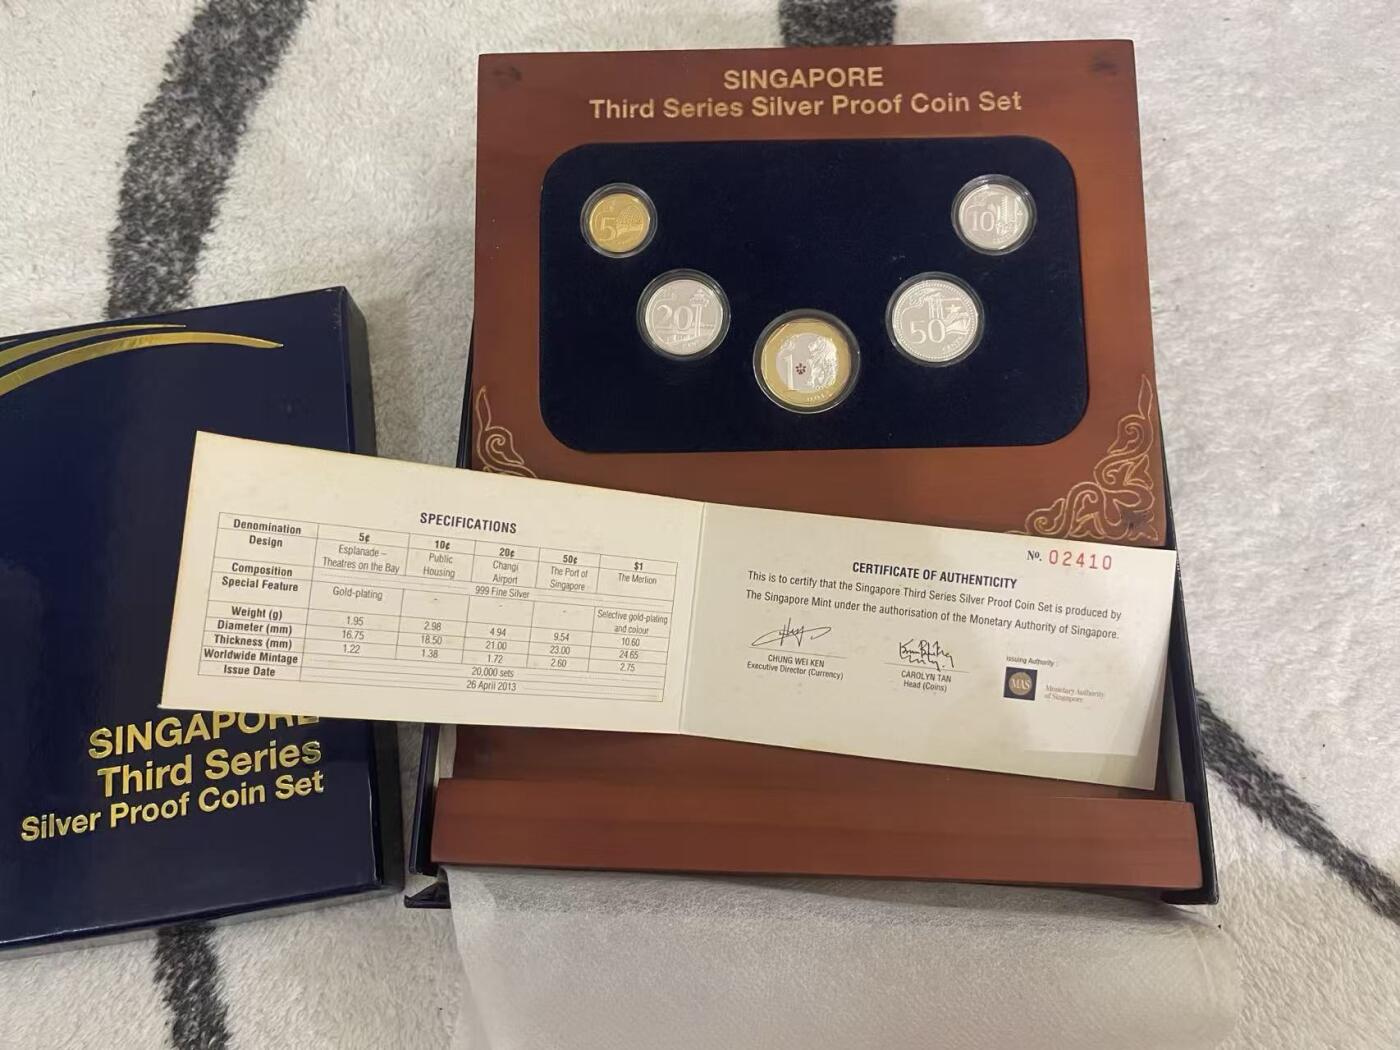 SINGAPORE
Third Series Silver Proof Coin Set
5
10
20
50
CENTS
1
SPECIFICATIONS
Denomination 5¢ 10¢ 20¢ 50¢ $1
Design Esplanade – Theatres on the Bay Public Housing Changi Airport The Port of Singapore The Merlion
Composition 999 Fine Silver
Special Feature Gold-plating - - - Selective gold-plating and colour
Weight (g) 1.95 2.98 4.94 9.54 10.60
Diameter (mm) 16.75 18.50 21.00 23.00 24.65
Thickness (mm) 1.22 1.38 1.72 2.60 2.75
Worldwide Mintage 20,000 sets
Issue Date 26 April 2013
No. 02410
CERTIFICATE OF AUTHENTICITY
This is to certify that the Singapore Third Series Silver Proof Coin Set is produced by
The Singapore Mint under the authorisation of the Monetary Authority of Singapore.
CHUNG WEI KEN
Executive Director (Currency)
CAROLYN TAN
Head (Coins)
Issuing Authority :
MAS
Monetary Authority
of Singapore
SINGAPORE
Third Series
Silver Proof Coin Set